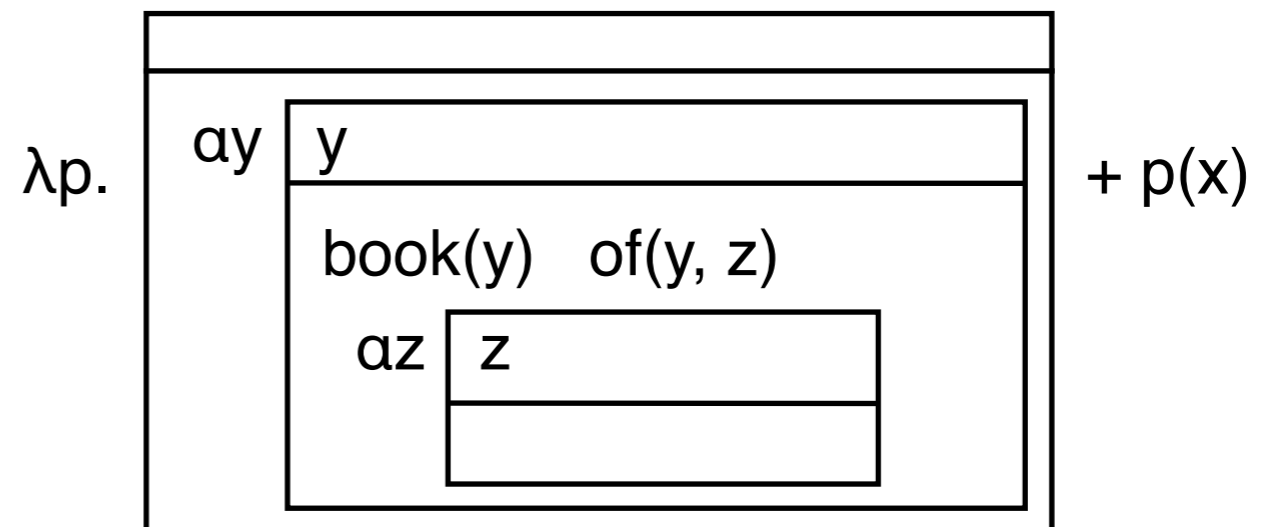 λp.
αy
y
+ p(x)
book(y) of(y, z)
αz
z